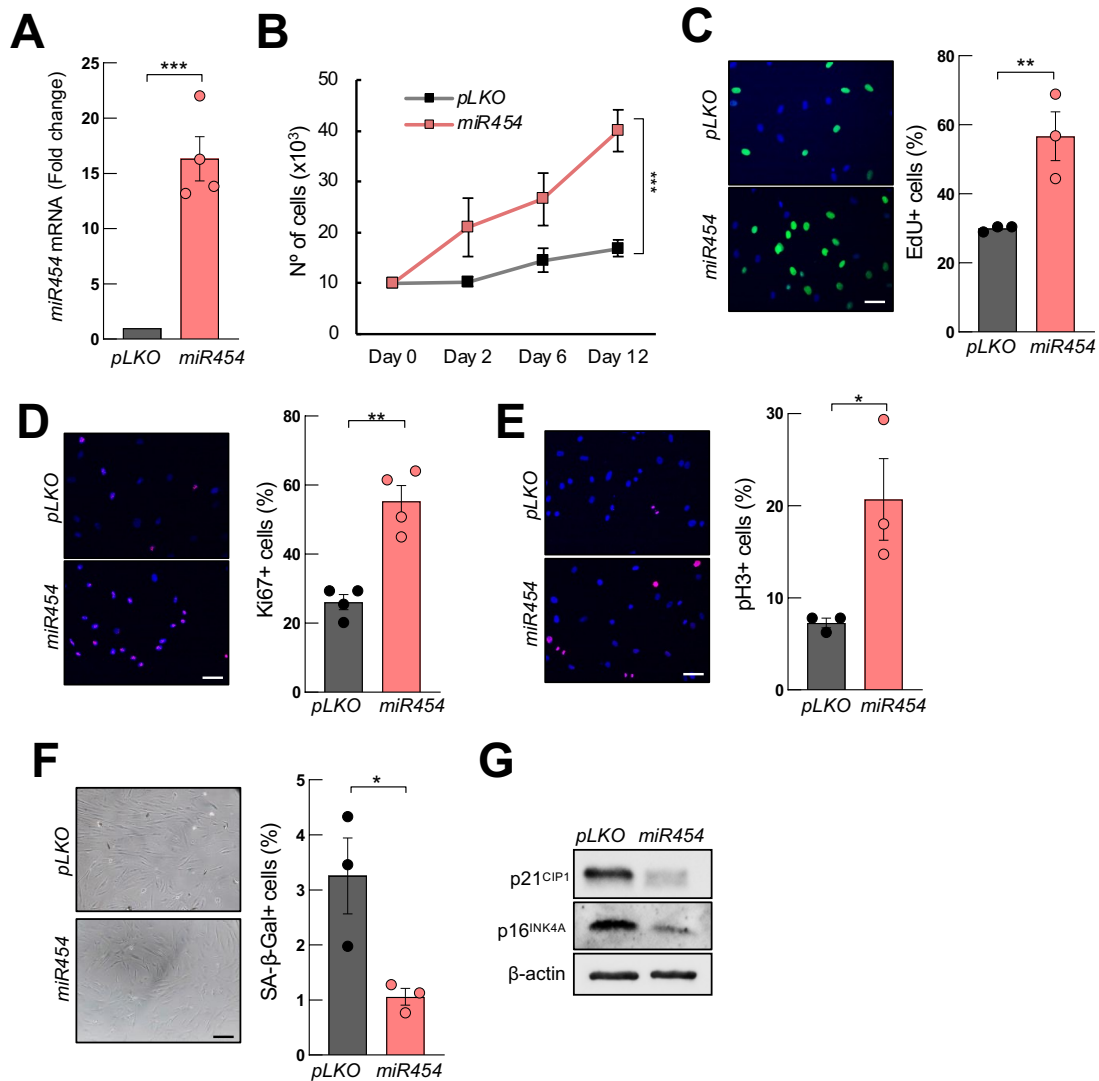 A
miR454 mRNA (Fold change)
25
20
15
10
5
0
***
pLKO miR454
B
Nº of cells (x10³)
50
40
30
20
10
0
pLKO
miR454
***
Day 0 Day 2 Day 6 Day 12
C
pLKO
miR454
EdU+ cells (%)
80
60
40
20
0
**
pLKO miR454
D
pLKO
miR454
Ki67+ cells (%)
80
60
40
20
0
**
pLKO miR454
E
pLKO
miR454
pH3+ cells (%)
30
20
10
0
*
pLKO miR454
F
pLKO
miR454
SA-β-Gal+ cells (%)
5
4
3
2
1
0
*
pLKO miR454
G
pLKO miR454
p21CIP1
p16INK4A
β-actin